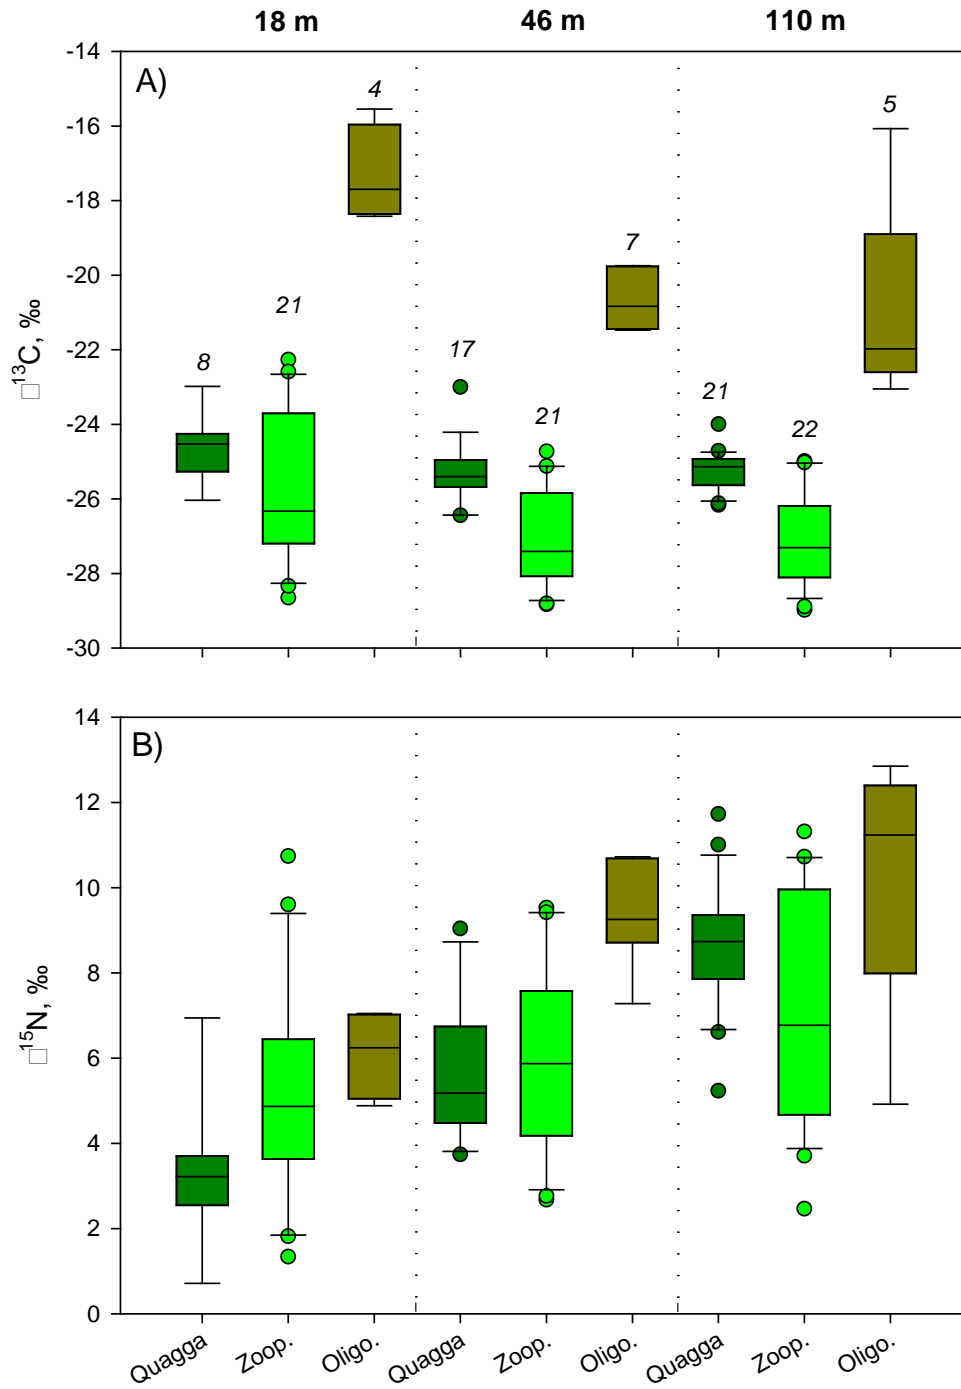 18 m 46 m 110 m
A)
-14
-16
-18
-20
-22
-24
-26
-28
-30
□13C, ‰
8 21 4 17 21 7 21 22 5
B)
14
12
10
8
6
4
2
0
□15N, ‰
Quagga Zoop. Oligo. Quagga Zoop. Oligo. Quagga Zoop. Oligo.